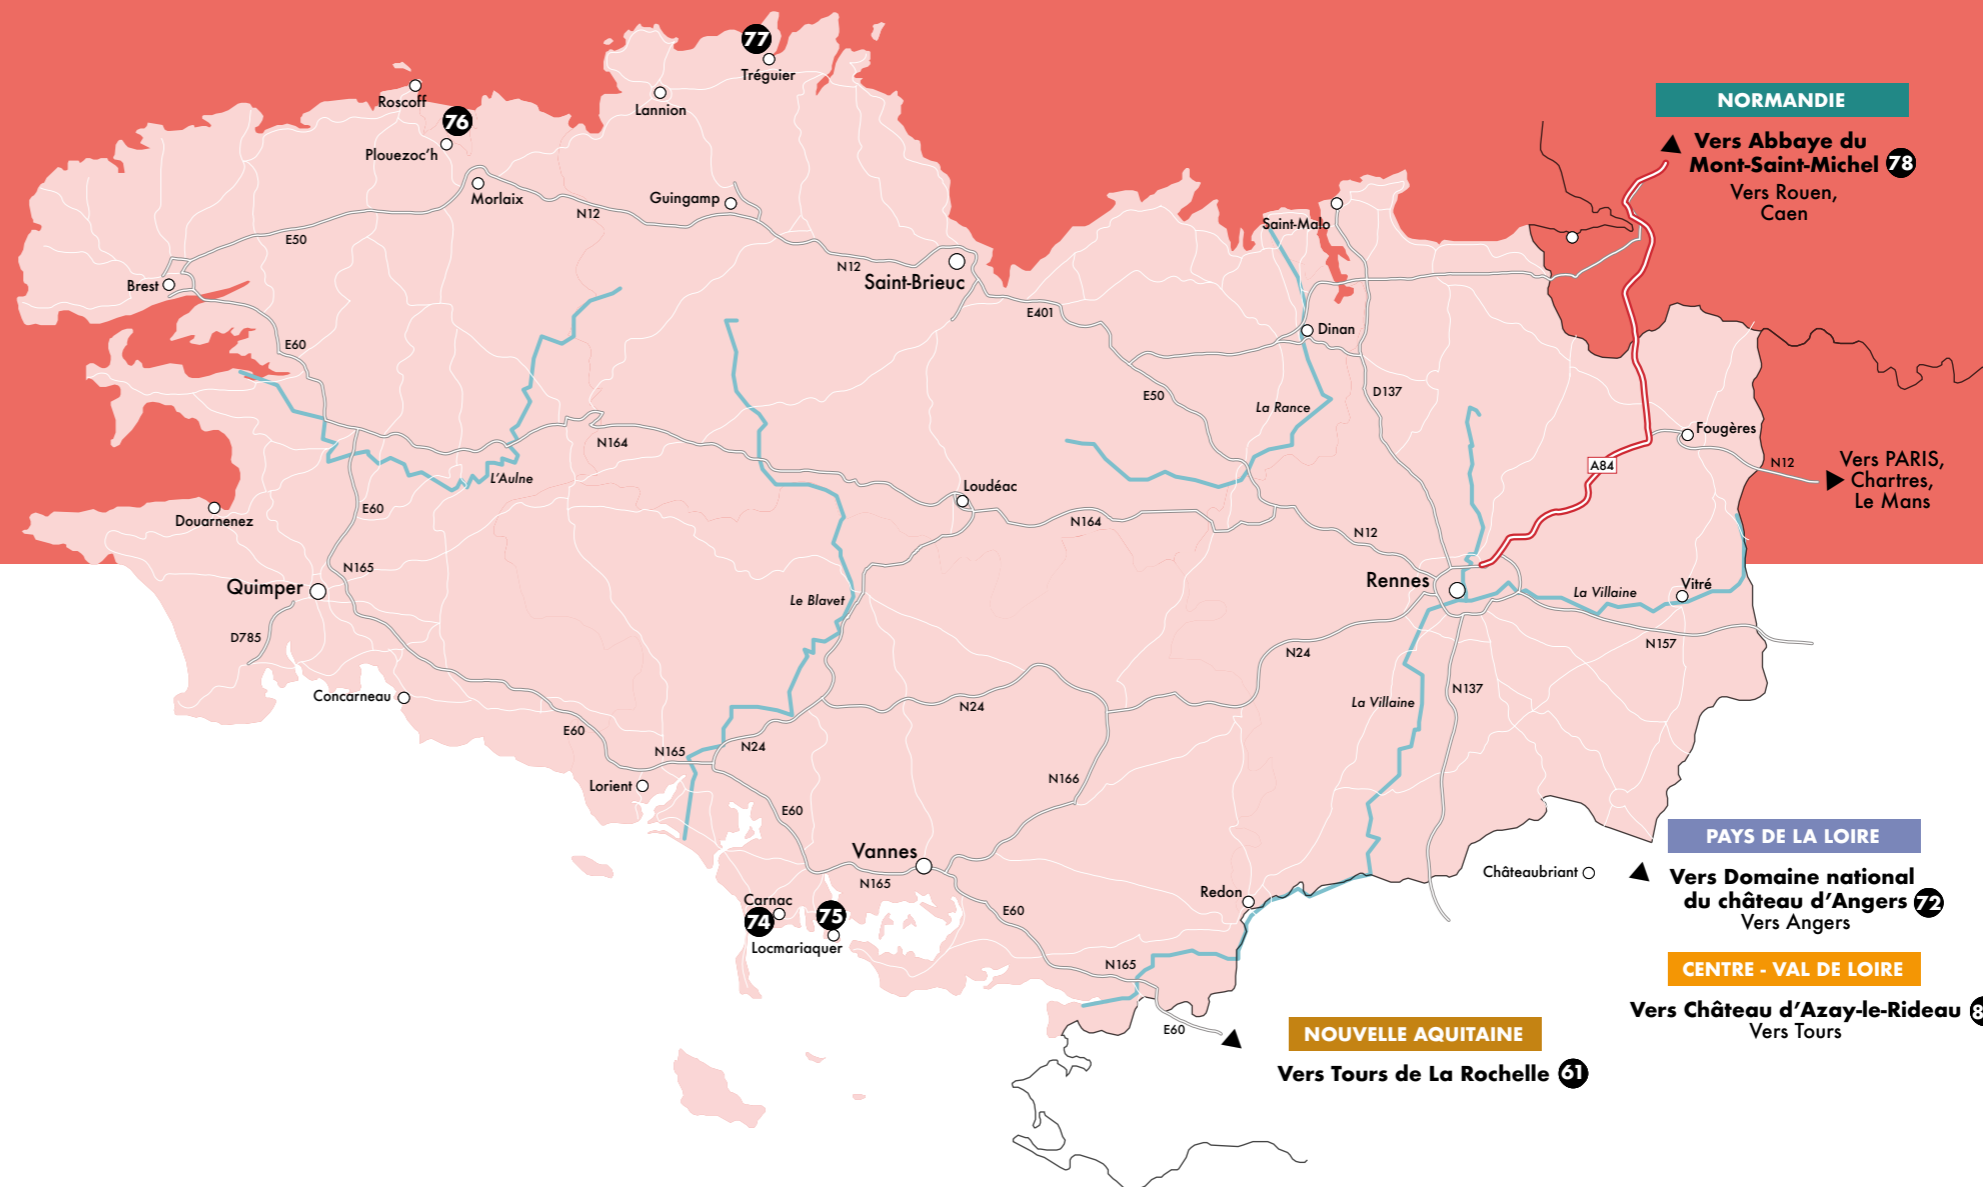 77
Tréguier
Roscoff
Lannion
76
Plouezoc’h
Morlaix
Guingamp
N12
E50
N12
Saint-Brieuc
Brest
E60
E401
Saint-Malo
Dinan
NORMANDIE
Vers Abbaye du
Mont-Saint-Michel 78
Vers Rouen,
Caen
E50
La Rance
D137
Fougères
A84
N12
Vers PARIS,
Chartres,
Le Mans
N164
L’Aulne
E60
Douarnenez
Loudéac
N164
N12
N165
Quimper
D785
Le Blavet
Rennes
La Villaine
Vitré
N157
N24
Concarneau
E60
N165
N24
N24
La Villaine
N137
Lorient
E60
N166
Vannes
N165
Carnac
74
75
Locmariaquer
E60
Redon
N165
E60
Châteaubriant
PAYS DE LA LOIRE
Vers Domaine national
du château d’Angers 72
Vers Angers
CENTRE - VAL DE LOIRE
Vers Château d’Azay-le-Rideau
Vers Tours
NOUVELLE AQUITAINE
Vers Tours de La Rochelle 61